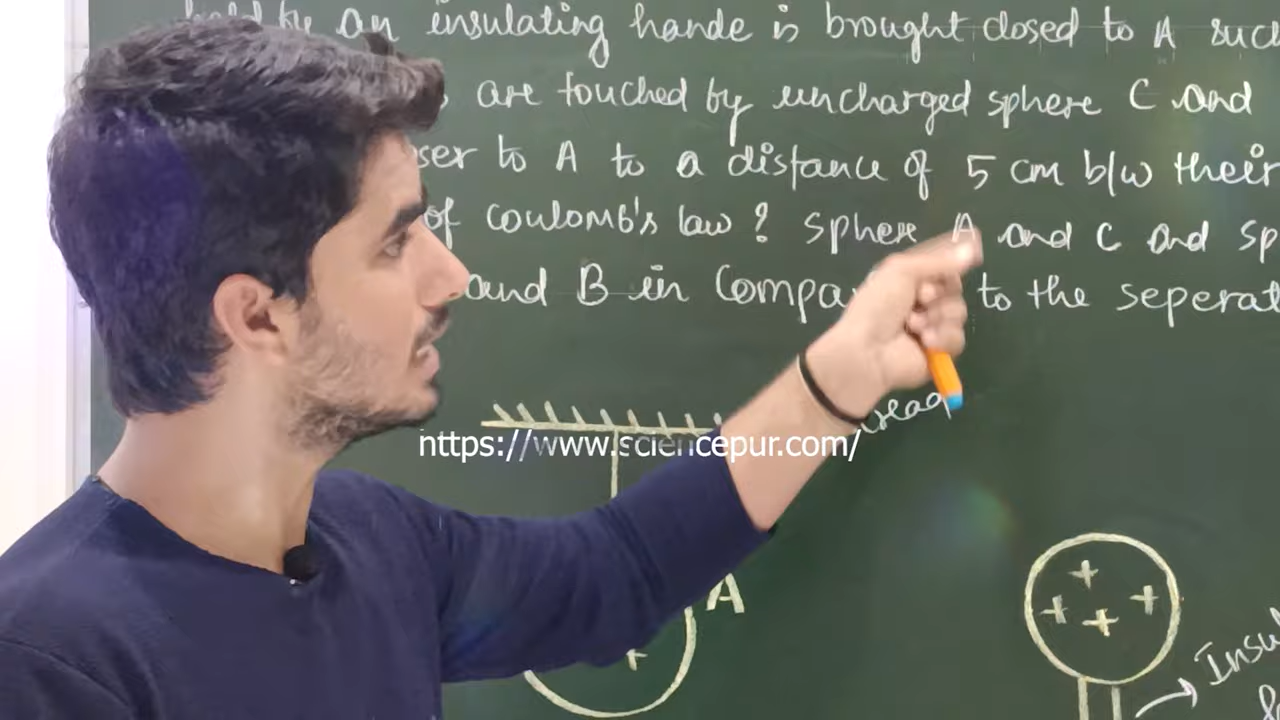 by an insulating hande is brought closed to A such
are touched by uncharged sphere C and
ser to A to a distance of 5 cm b/w their
of coulomb's law ? Sphere A and C and Sp
and B in Compa to the seperat
read
https://www.sciencepur.com/
A
+ + + +
+
Insu